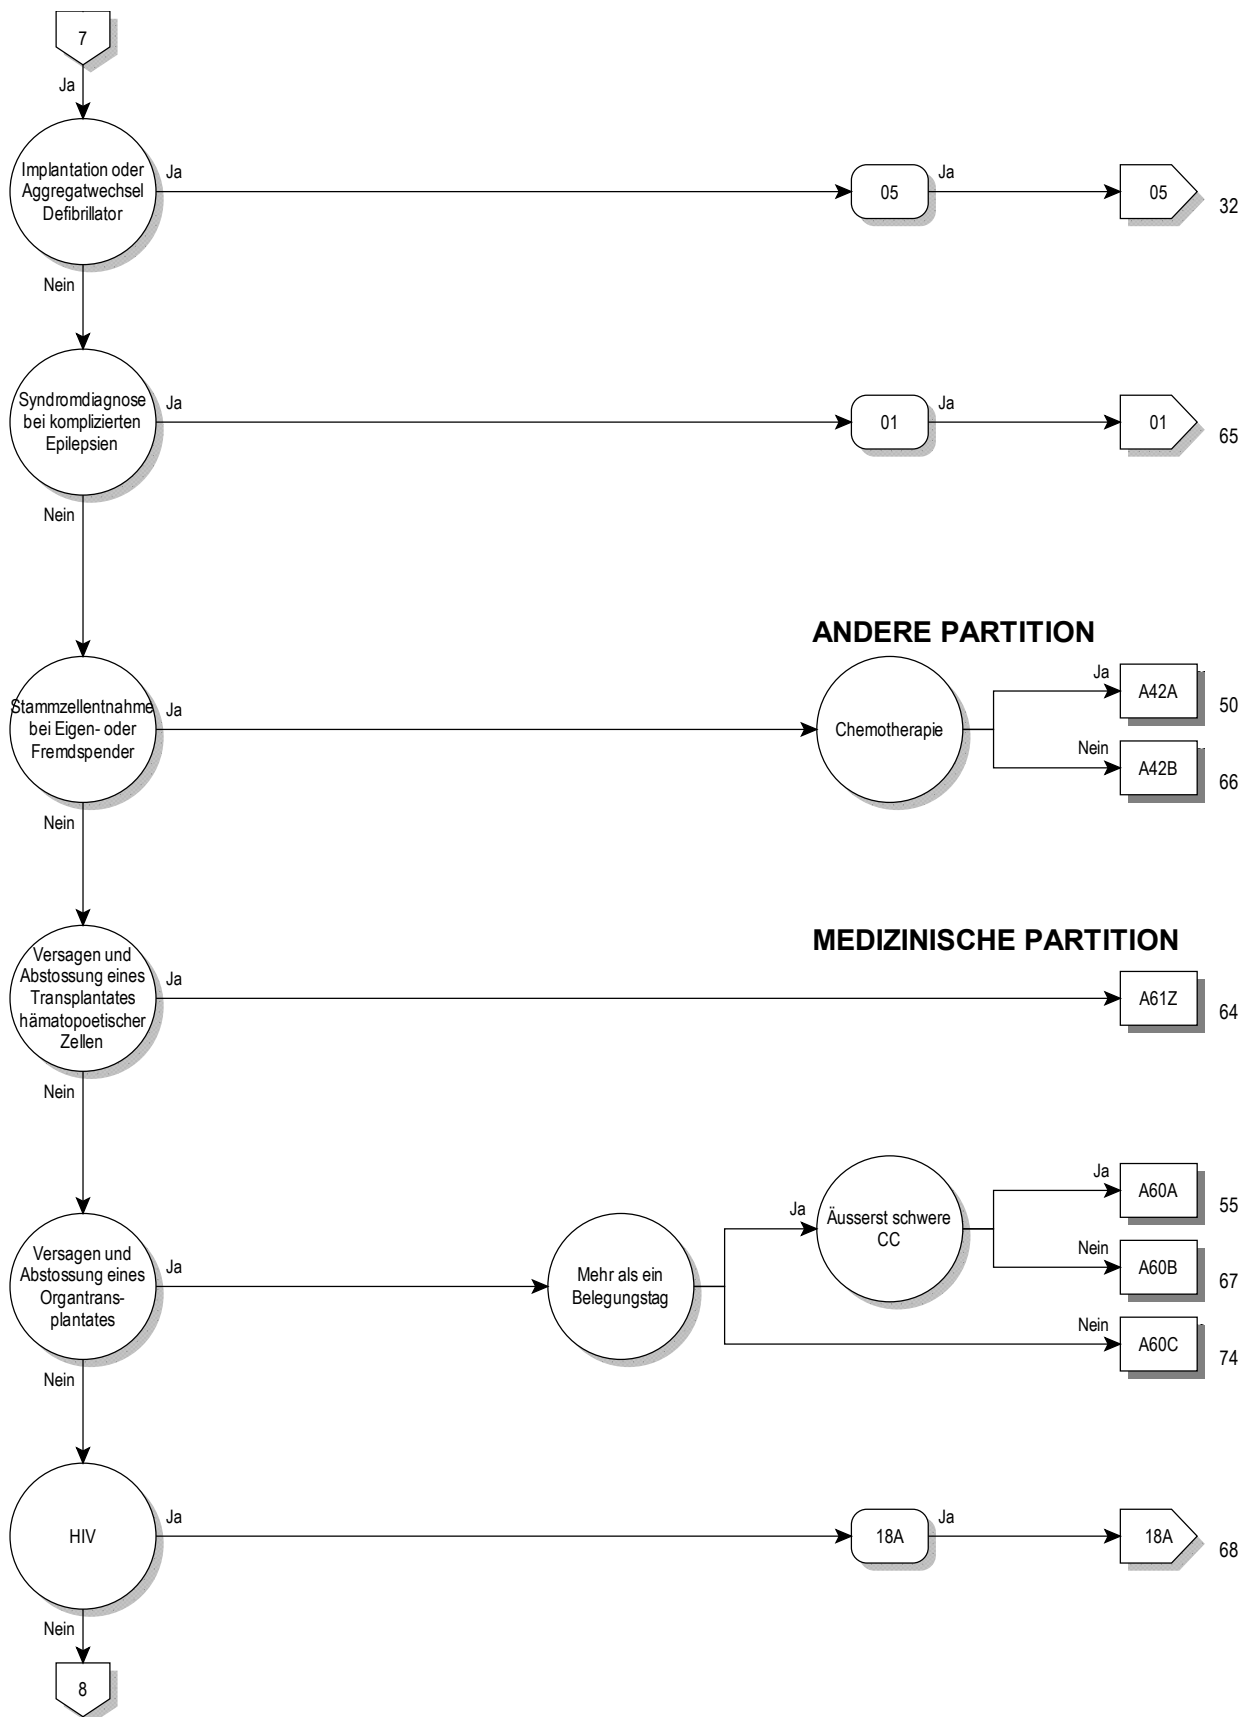 7
Ja
Implantation oder
Aggregatwechsel
Defibrillator
Ja
05
Ja
05
32
Nein
Syndromdiagnose
bei komplizierten
Epilepsien
Ja
01
Ja
01
65
Nein
ANDERE PARTITION
Stammzellentnahme
bei Eigen- oder
Fremdspender
Ja
Chemotherapie
Ja
A42A
50
Nein
A42B
66
Nein
MEDIZINISCHE PARTITION
Versagen und
Abstossung eines
Transplantates
hämatopoetischer
Zellen
Ja
A61Z
64
Nein
Versagen und
Abstossung eines
Organtrans-
plantates
Ja
Mehr als ein
Belegungstag
Ja
Äusserst schwere
CC
Ja
A60A
55
Nein
A60B
67
Nein
A60C
74
Nein
HIV
Ja
18A
Ja
18A
68
Nein
8